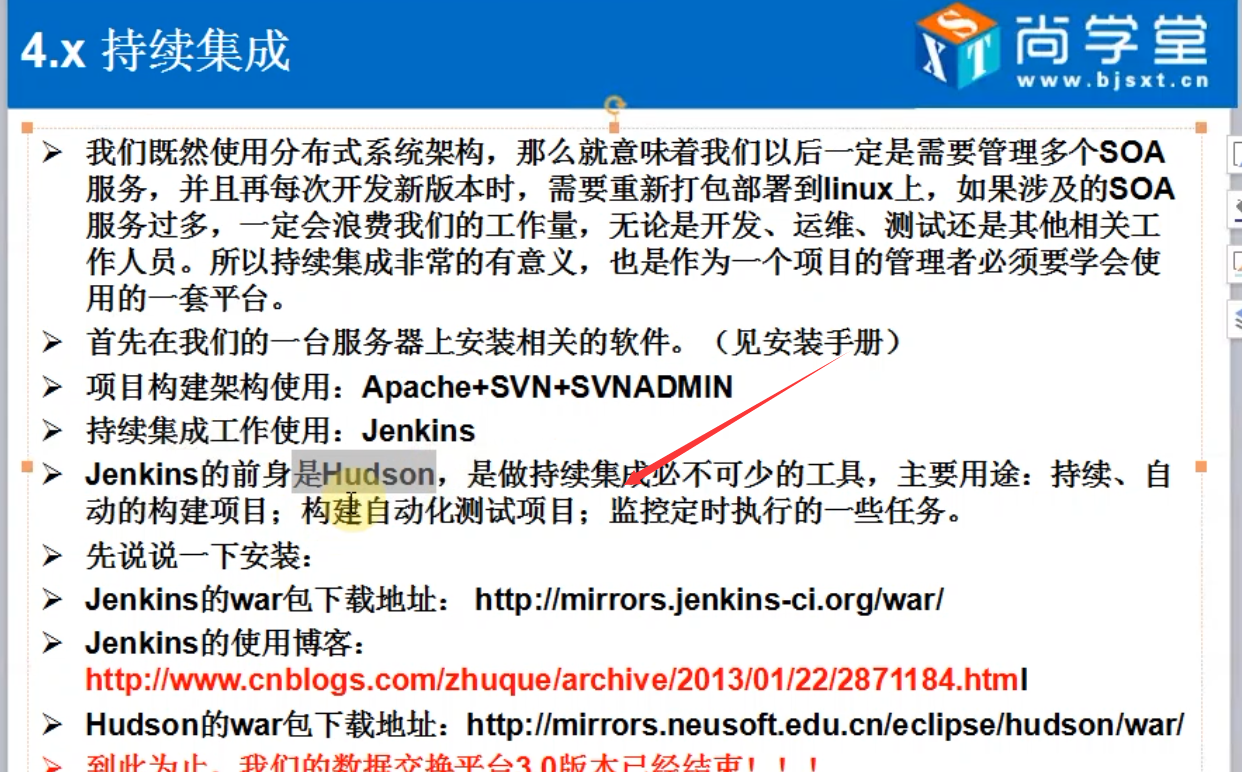 4.x 持续集成
尚学堂
www.bjsxt.cn
SXT
➢ 我们既然使用分布式系统架构，那么就意味着我们以后一定是需要管理多个SOA
服务，并且再每次开发新版本时，需要重新打包部署到linux上，如果涉及的SOA
服务过多，一定会浪费我们的工作量，无论是开发、运维、测试还是其他相关工
作人员。所以持续集成非常的有意义，也是作为一个项目的管理者必须要学会使
用的一套平台。
➢ 首先在我们的一台服务器上安装相关的软件。（见安装手册）
➢ 项目构建架构使用：Apache+SVN+SVNADMIN
➢ 持续集成工作使用：Jenkins
➢ Jenkins的前身是Hudson，是做持续集成必不可少的工具，主要用途：持续、自
动的构建项目；构建自动化测试项目；监控定时执行的一些任务。
➢ 先说说一下安装：
➢ Jenkins的war包下载地址： http://mirrors.jenkins-ci.org/war/
➢ Jenkins的使用博客：
http://www.cnblogs.com/zhuque/archive/2013/01/22/2871184.html
➢ Hudson的war包下载地址：http://mirrors.neusoft.edu.cn/eclipse/hudson/war/
➢ 到此为止，我们的数据交换平台3.0版本已经结束！！！